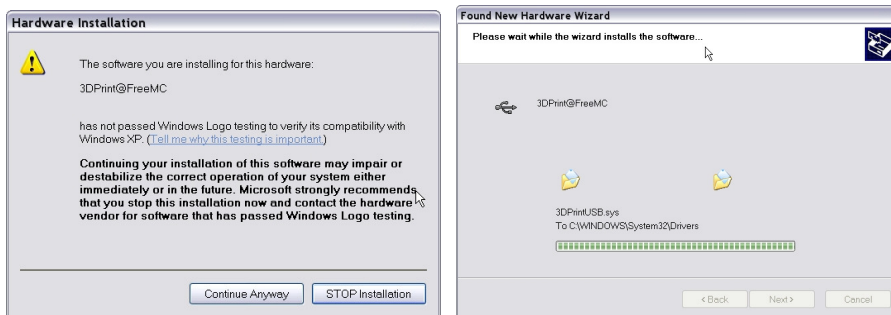 Hardware Installation
The software you are installing for this hardware:
3DPrint@FreeMC
has not passed Windows Logo testing to verify its compatibility with
Windows XP. (Tell me why this testing is important.)
Continuing your installation of this software may impair or
destabilize the correct operation of your system either
immediately or in the future. Microsoft strongly recommends
that you stop this installation now and contact the hardware
vendor for software that has passed Windows Logo testing.
Continue Anyway
STOP Installation
Found New Hardware Wizard
Please wait while the wizard installs the software...
3DPrint@FreeMC
3DPrintUSB.sys
To C:\WINDOWS\System32\Drivers
< Back
Next >
Cancel